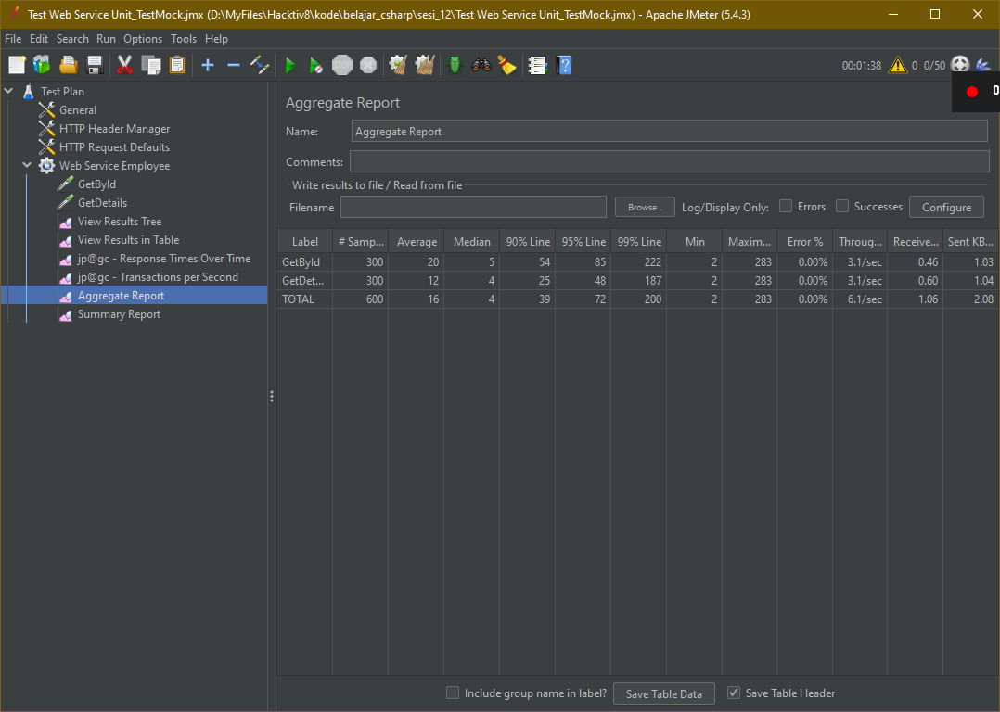 Test Web Service Unit_TestMock.jmx (D:\MyFiles\Hacktiv8\kode\belajar_csharp\sesi_12\Test Web Service Unit_TestMock.jmx) - Apache JMeter (5.4.3)
File Edit Search Run Options Tools Help
STOP 00:01:38 0 0/50
0
Test Plan
General
HTTP Header Manager
HTTP Request Defaults
Web Service Employee
GetById
GetDetails
View Results Tree
View Results in Table
jp@gc - Response Times Over Time
jp@gc - Transactions per Second
Aggregate Report
Summary Report
Aggregate Report
Name: Aggregate Report
Comments:
Write results to file / Read from file
Filename Browse... Log/Display Only: Errors Successes Configure
Label # Samp... Average Median 90% Line 95% Line 99% Line Min Maxim... Error % Throug... Receive... Sent KB...
GetById 300 20 5 54 85 222 2 283 0.00% 3.1/sec 0.46 1.03
GetDet... 300 12 4 25 48 187 2 283 0.00% 3.1/sec 0.60 1.04
TOTAL 600 16 4 39 72 200 2 283 0.00% 6.1/sec 1.06 2.08
Include group name in label? Save Table Data Save Table Header